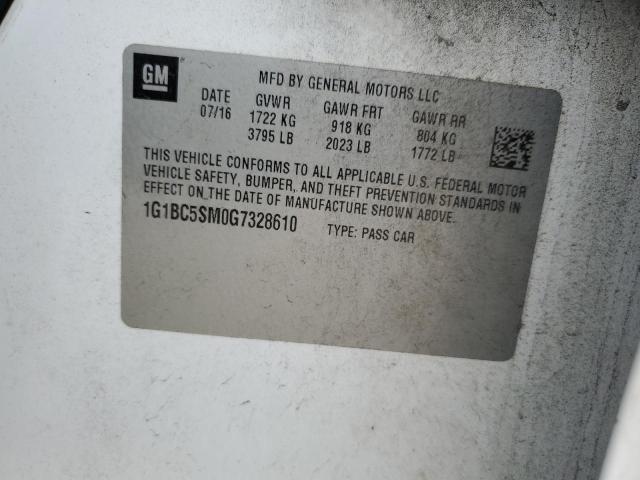 GM
MFD BY GENERAL MOTORS LLC
DATE GVWR GAWR FRT GAWR RR
07/16 1722 KG 918 KG 804 KG
3795 LB 2023 LB 1772 LB
THIS VEHICLE CONFORMS TO ALL APPLICABLE U.S. FEDERAL MOTOR
VEHICLE SAFETY, BUMPER, AND THEFT PREVENTION STANDARDS IN
EFFECT ON THE DATE OF MANUFACTURE SHOWN ABOVE.
1G1BC5SM0G7328610 TYPE: PASS CAR